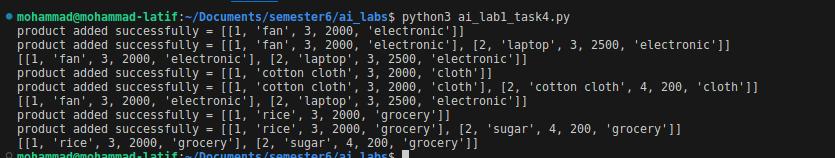 mohammad@mohammad-latif:~/Documents/semester6/ai_labs$ python3 ai_lab1_task4.py
product added successfully = [[1, 'fan', 3, 2000, 'electronic']]
product added successfully = [[1, 'fan', 3, 2000, 'electronic'], [2, 'laptop', 3, 2500, 'electronic']]
[[1, 'fan', 3, 2000, 'electronic'], [2, 'laptop', 3, 2500, 'electronic']]
product added successfully = [[1, 'cotton cloth', 3, 2000, 'cloth']]
product added successfully = [[1, 'cotton cloth', 3, 2000, 'cloth'], [2, 'cotton cloth', 4, 200, 'cloth']]
[[1, 'fan', 3, 2000, 'electronic'], [2, 'laptop', 3, 2500, 'electronic']]
product added successfully = [[1, 'rice', 3, 2000, 'grocery']]
product added successfully = [[1, 'rice', 3, 2000, 'grocery'], [2, 'sugar', 4, 200, 'grocery']]
[[1, 'rice', 3, 2000, 'grocery'], [2, 'sugar', 4, 200, 'grocery']]
mohammad@mohammad-latif:~/Documents/semester6/ai_labs$